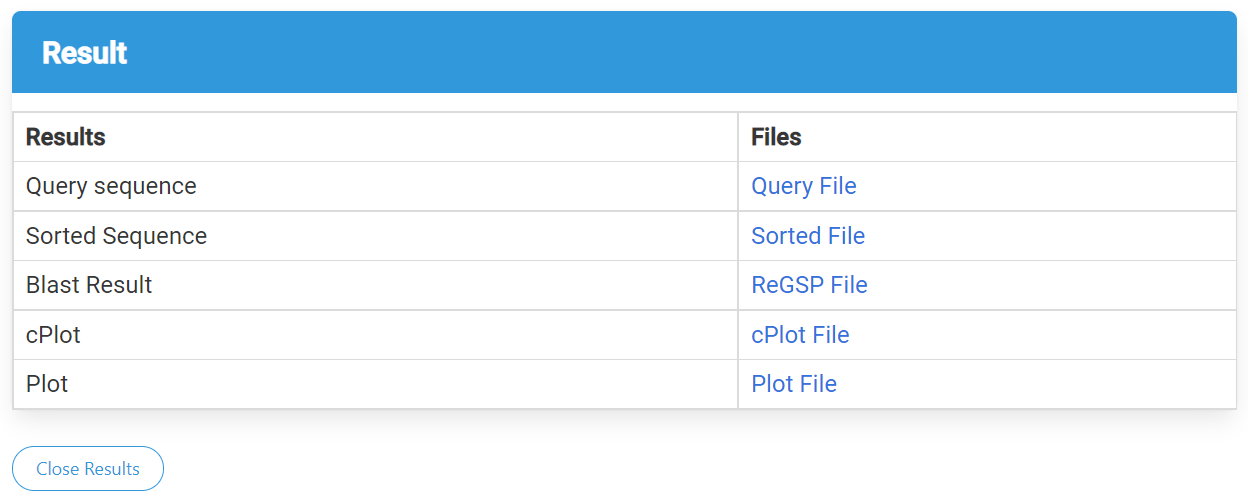 Result
Results Files
Query sequence Query File
Sorted Sequence Sorted File
Blast Result ReGSP File
cPlot cPlot File
Plot Plot File
Close Results